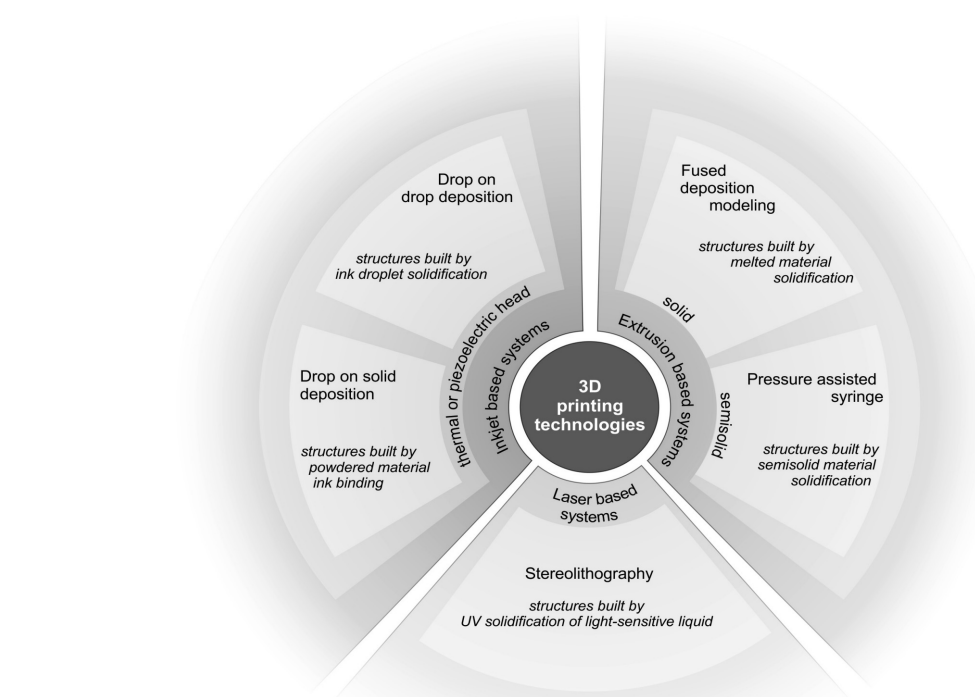 3D
printing
technologies
Inkjet based systems
thermal or piezoelectric head
Drop on
drop deposition
structures built by
ink droplet solidification
Drop on solid
deposition
structures built by
powdered material
ink binding
Extrusion based systems
solid
Fused
deposition
modeling
structures built by
melted material
solidification
semisolid
Pressure assisted
syringe
structures built by
semisolid material
solidification
Laser based
systems
Stereolithography
structures built by
UV solidification of light-sensitive liquid